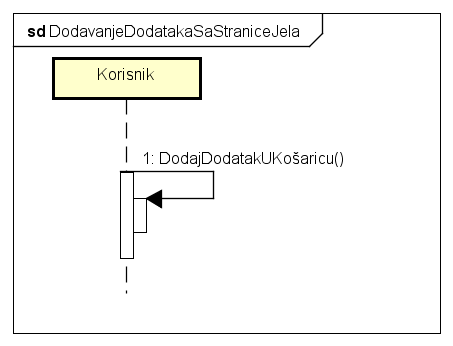 sd DodavanjeDodatakaSaStraniceJela
Korisnik
1: DodajDodatakUKošaricu()